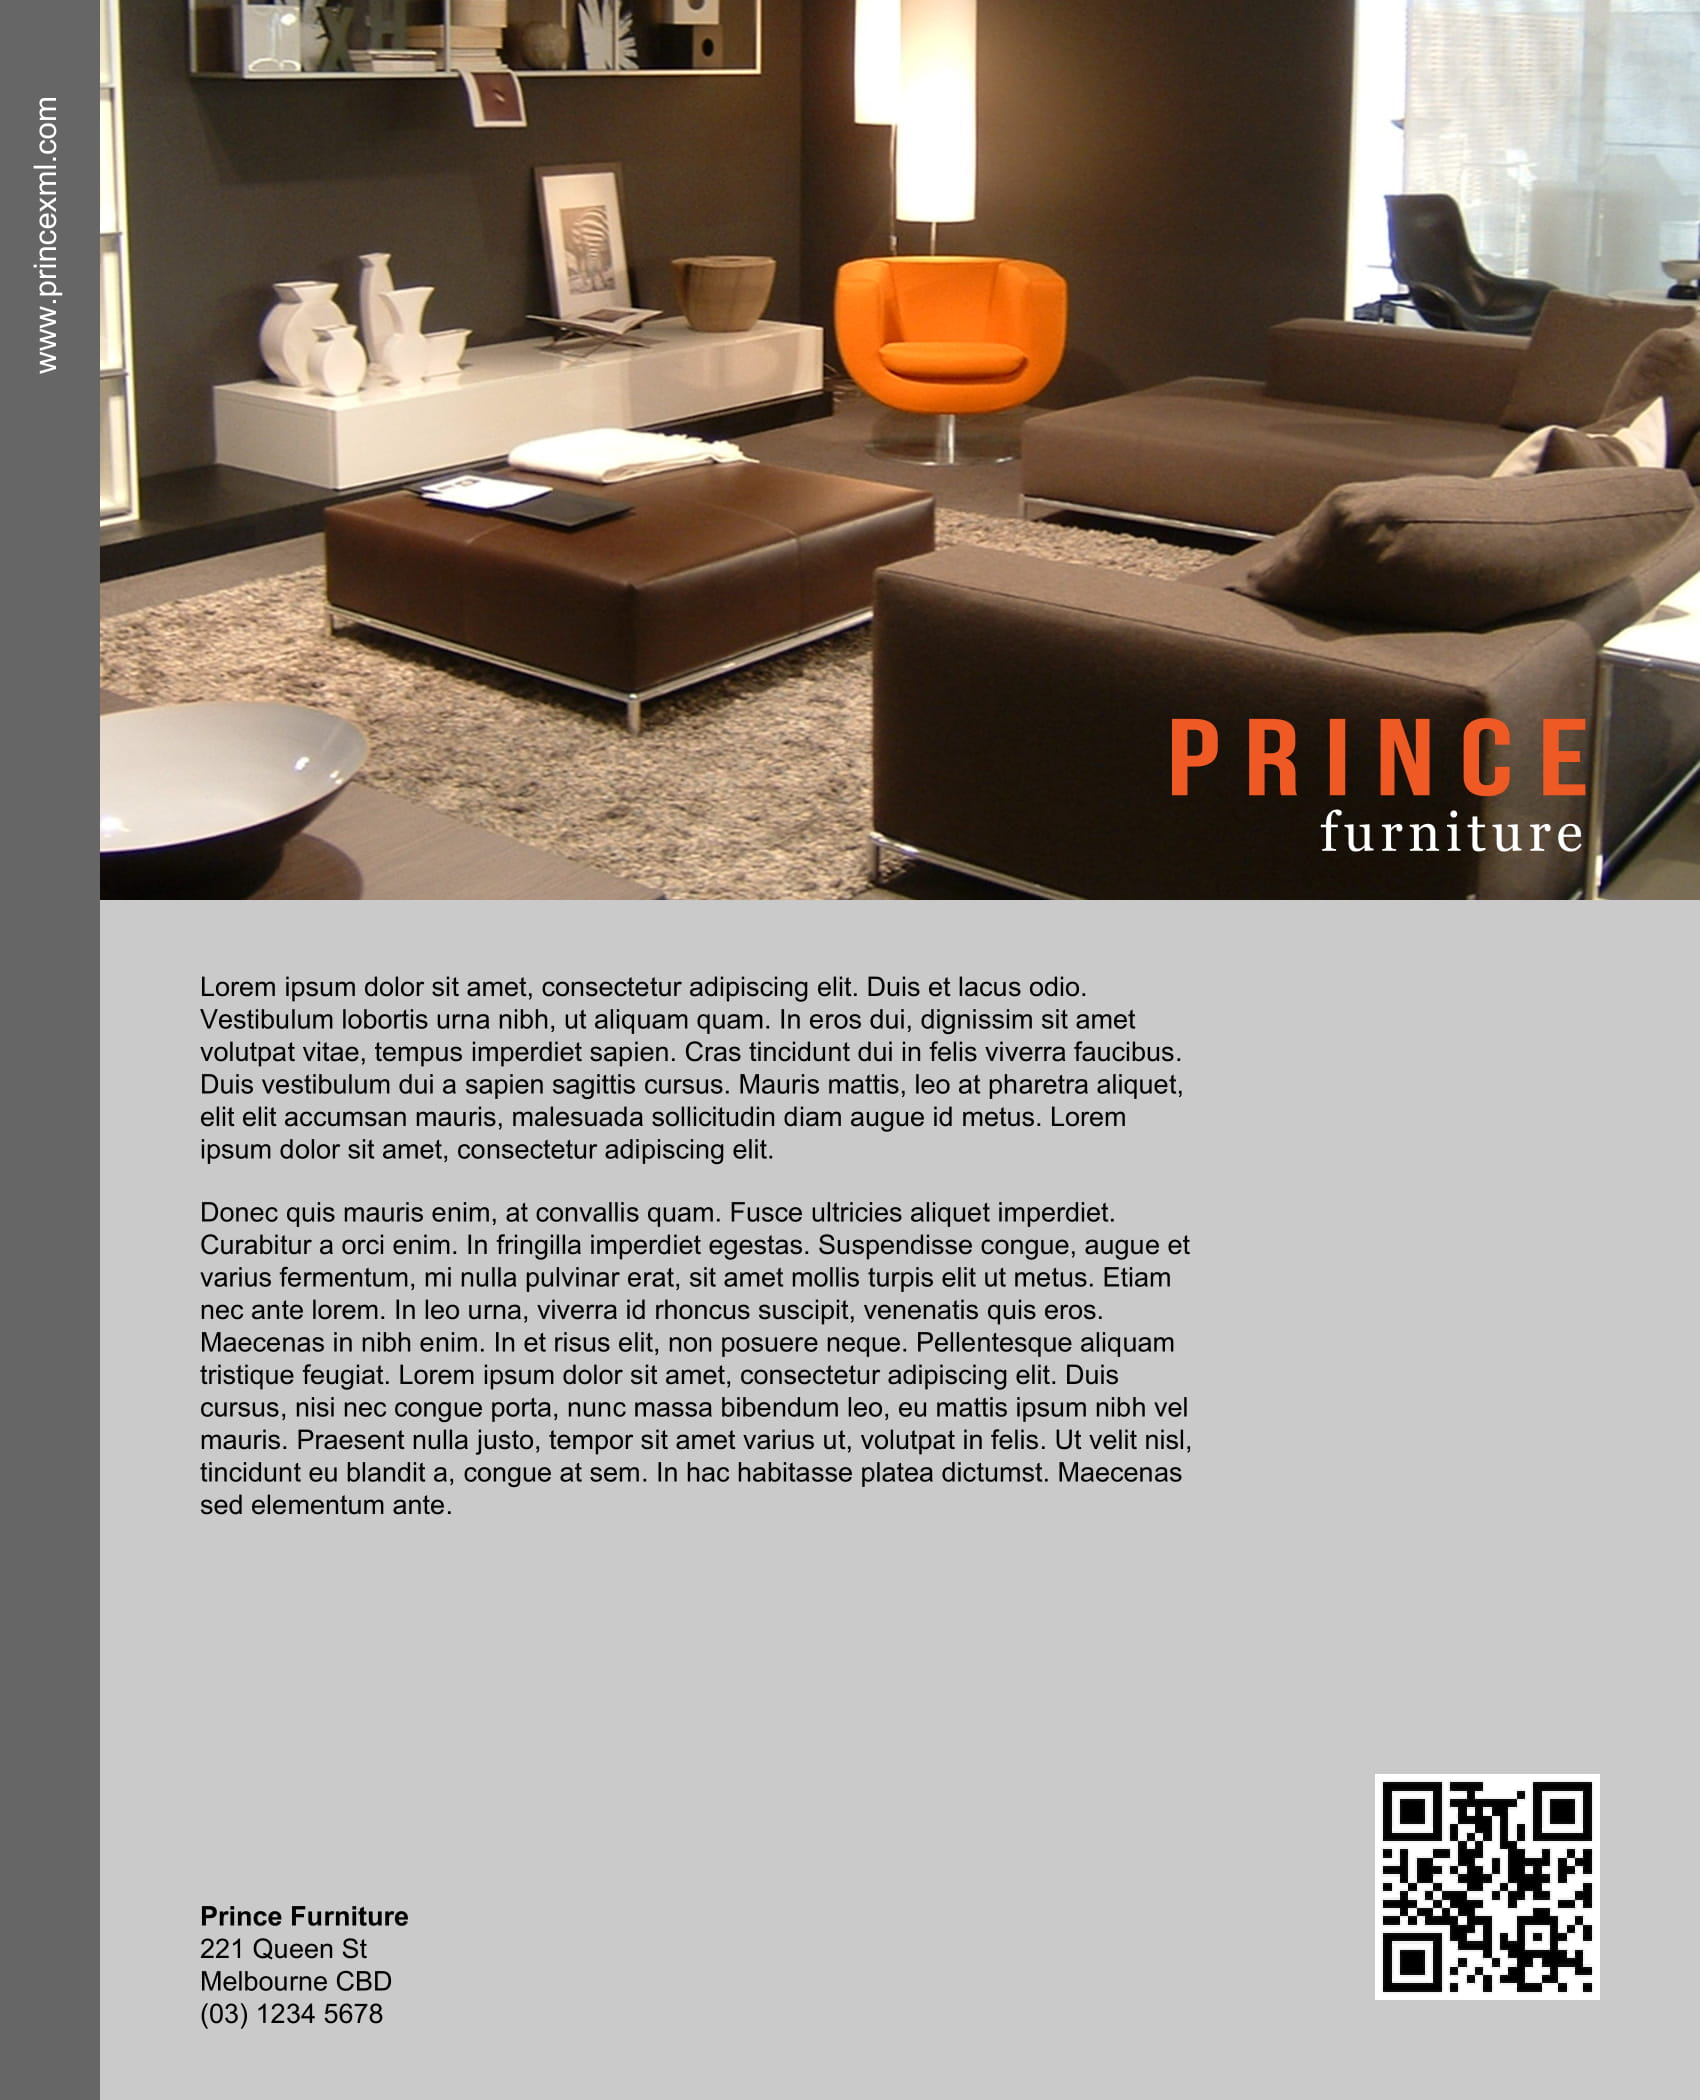 www.princexml.com
PRINCE
furniture
Lorem ipsum dolor sit amet, consectetur adipiscing elit. Duis et lacus odio.
Vestibulum lobortis urna nibh, ut aliquam quam. In eros dui, dignissim sit amet
volutpat vitae, tempus imperdiet sapien. Cras tincidunt dui in felis viverra faucibus.
Duis vestibulum dui a sapien sagittis cursus. Mauris mattis, leo at pharetra aliquet,
elit elit accumsan mauris, malesuada sollicitudin diam augue id metus. Lorem
ipsum dolor sit amet, consectetur adipiscing elit.
Donec quis mauris enim, at convallis quam. Fusce ultricies aliquet imperdiet.
Curabitur a orci enim. In fringilla imperdiet egestas. Suspendisse congue, augue et
varius fermentum, mi nulla pulvinar erat, sit amet mollis turpis elit ut metus. Etiam
nec ante lorem. In leo urna, viverra id rhoncus suscipit, venenatis quis eros.
Maecenas in nibh enim. In et risus elit, non posuere neque. Pellentesque aliquam
tristique feugiat. Lorem ipsum dolor sit amet, consectetur adipiscing elit. Duis
cursus, nisi nec congue porta, nunc massa bibendum leo, eu mattis ipsum nibh vel
mauris. Praesent nulla justo, tempor sit amet varius ut, volutpat in felis. Ut velit nisl,
tincidunt eu blandit a, congue at sem. In hac habitasse platea dictumst. Maecenas
sed elementum ante.
Prince Furniture
221 Queen St
Melbourne CBD
(03) 1234 5678